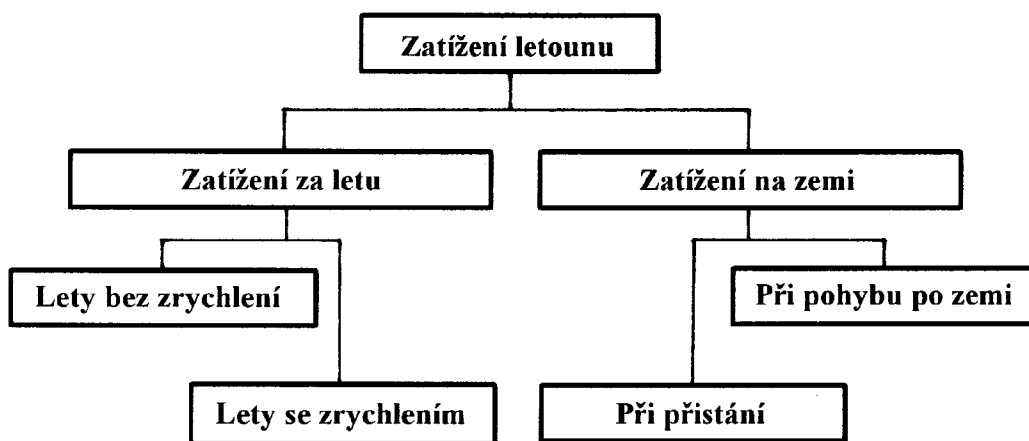 Zatížení letounu
Zatížení za letu
Zatížení na zemi
Lety bez zrychlení
Při pohybu po zemi
Lety se zrychlením
Při přistání